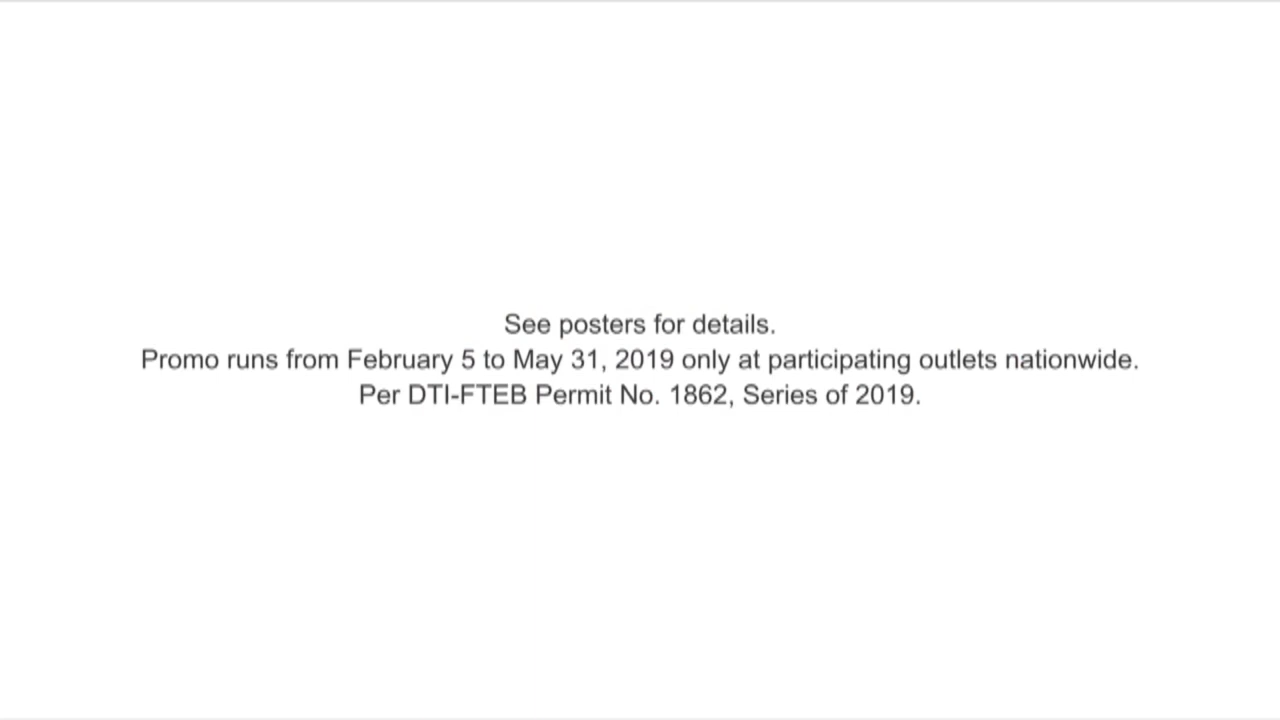 See posters for details.
Promo runs from February 5 to May 31, 2019 only at participating outlets nationwide.
Per DTI-FTEB Permit No. 1862, Series of 2019.